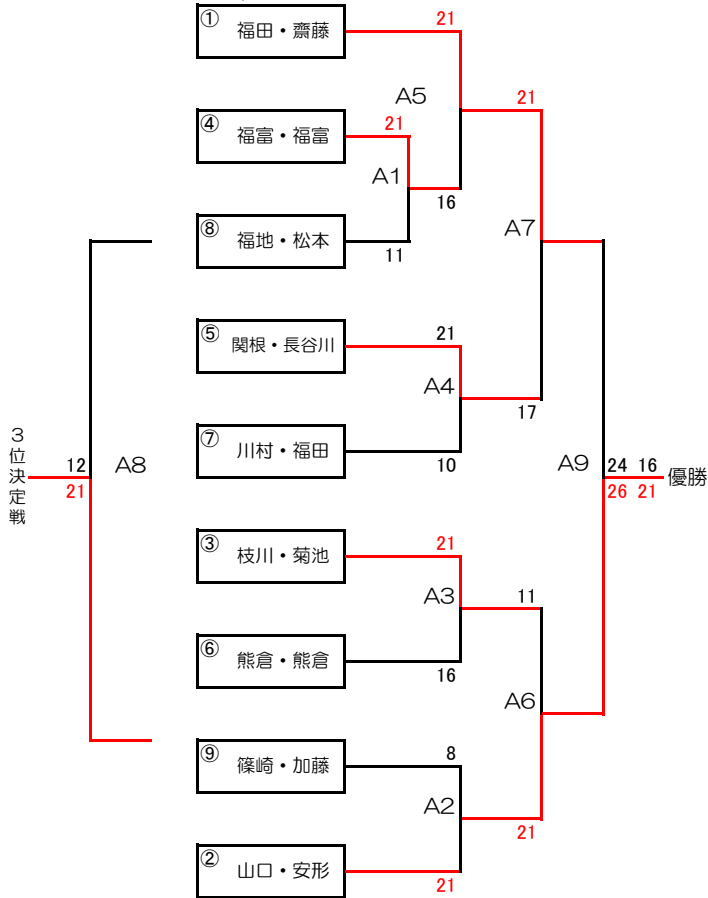 ① 福田・齋藤
21
A5
21
④ 福富・福富
21
A1
16
⑧ 福地・松本
11
A7
⑤ 関根・長谷川
21
A4
17
⑦ 川村・福田
10
3位決定戦
12
21
A8
A9
24 16
26 21
優勝
③ 枝川・菊池
21
A3
11
⑥ 熊倉・熊倉
16
A6
⑨ 篠崎・加藤
8
A2
21
② 山口・安形
21